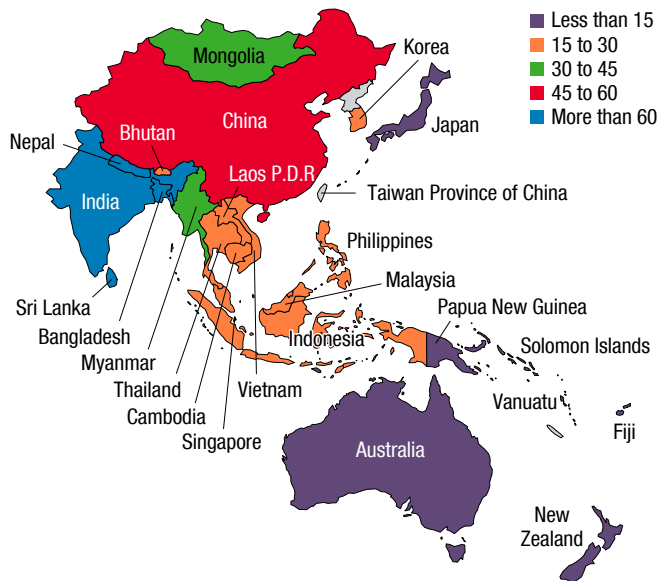 Less than 15
15 to 30
30 to 45
45 to 60
More than 60
Mongolia
Korea
China
Japan
Nepal
Bhutan
Laos P.D.R
Taiwan Province of China
India
Philippines
Malaysia
Sri Lanka
Papua New Guinea
Bangladesh
Indonesia
Solomon Islands
Myanmar
Thailand
Vietnam
Vanuatu
Cambodia
Singapore
Fiji
Australia
New
Zealand